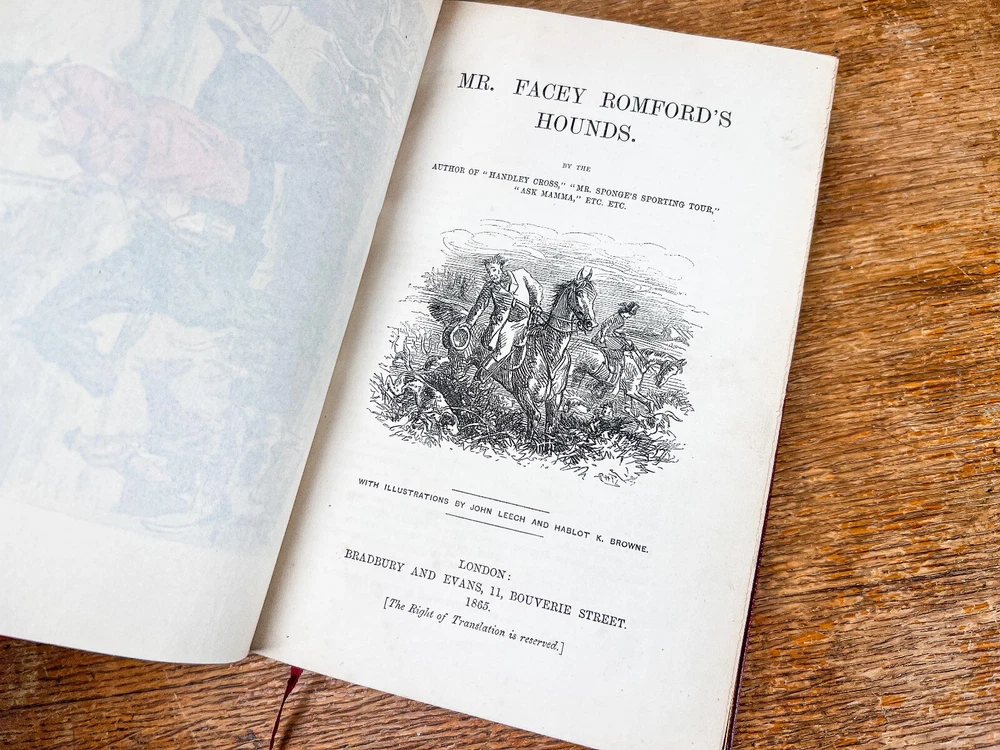 MR. FACEY ROMFORD'S
HOUNDS.
BY THE
AUTHOR OF "HANDLEY CROSS," "MR. SPONGE'S SPORTING TOUR,"
"ASK MAMMA," ETC. ETC.
WITH ILLUSTRATIONS BY JOHN LEECH AND HABLOT K. BROWNE.
LONDON:
BRADBURY AND EVANS, 11, BOUVERIE STREET.
1865.
[The Right of Translation is reserved.]